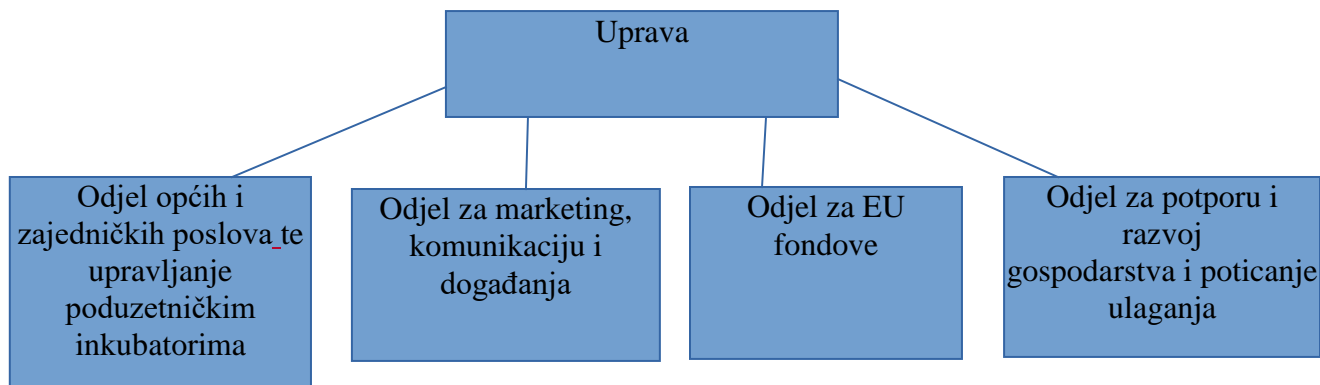 Uprava
Odjel općih i
zajedničkih poslova te
upravljanje
poduzetničkim
inkubatorima
Odjel za marketing,
komunikaciju i
događanja
Odjel za EU
fondove
Odjel za potporu i
razvoj
gospodarstva i poticanje
ulaganja